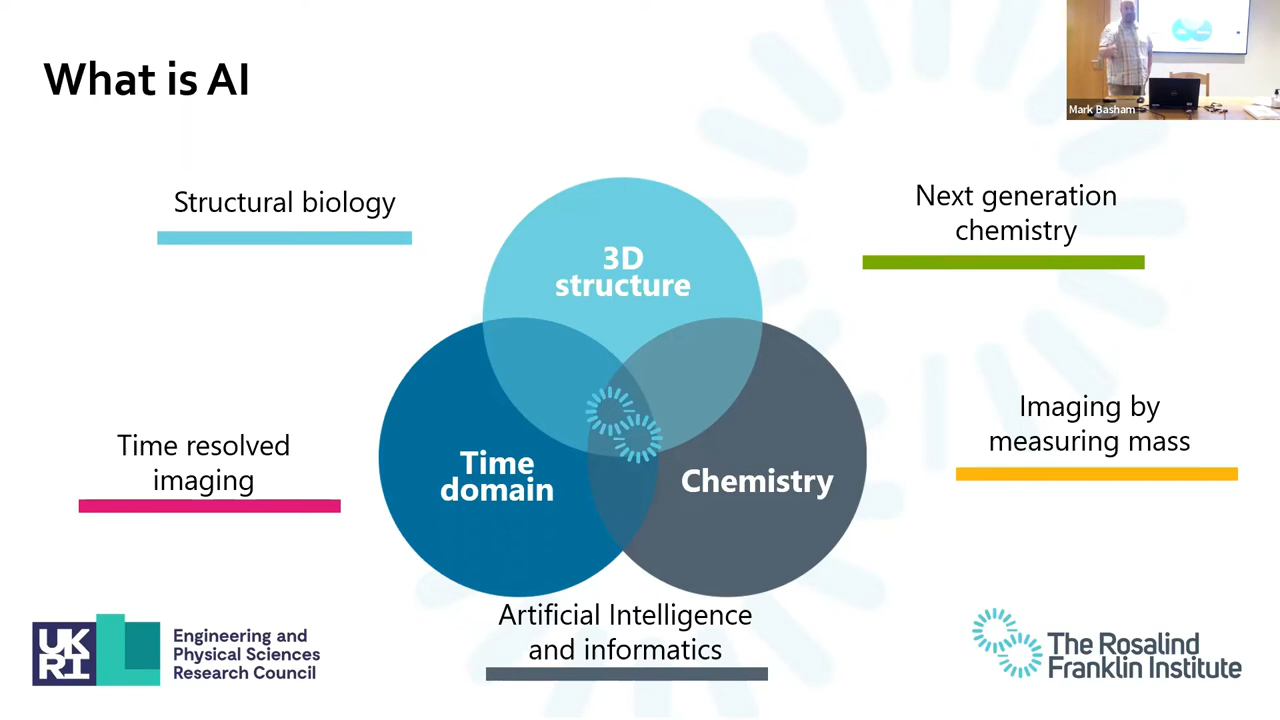 What is AI
Mark Basham
Structural biology
Next generation
chemistry
3D
structure
Time resolved
imaging
Time
domain
Chemistry
Imaging by
measuring mass
Artificial Intelligence
and informatics
UK
RI
Engineering and
Physical Sciences
Research Council
The Rosalind
Franklin Institute